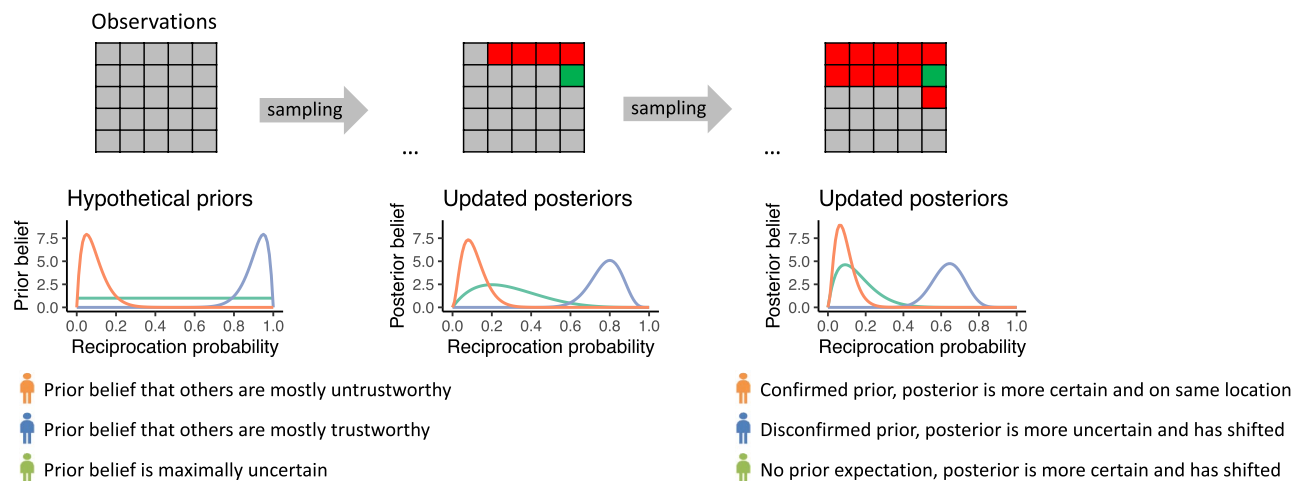 Observations
sampling
...
sampling
...
Hypothetical priors
Prior belief
7.5
5.0
2.5
0.0
0.0 0.2 0.4 0.6 0.8 1.0
Reciprocation probability
Updated posteriors
Posterior belief
7.5
5.0
2.5
0.0
0.0 0.2 0.4 0.6 0.8 1.0
Reciprocation probability
Updated posteriors
Posterior belief
7.5
5.0
2.5
0.0
0.0 0.2 0.4 0.6 0.8 1.0
Reciprocation probability
Prior belief that others are mostly untrustworthy
Prior belief that others are mostly trustworthy
Prior belief is maximally uncertain
Confirmed prior, posterior is more certain and on same location
Disconfirmed prior, posterior is more uncertain and has shifted
No prior expectation, posterior is more certain and has shifted